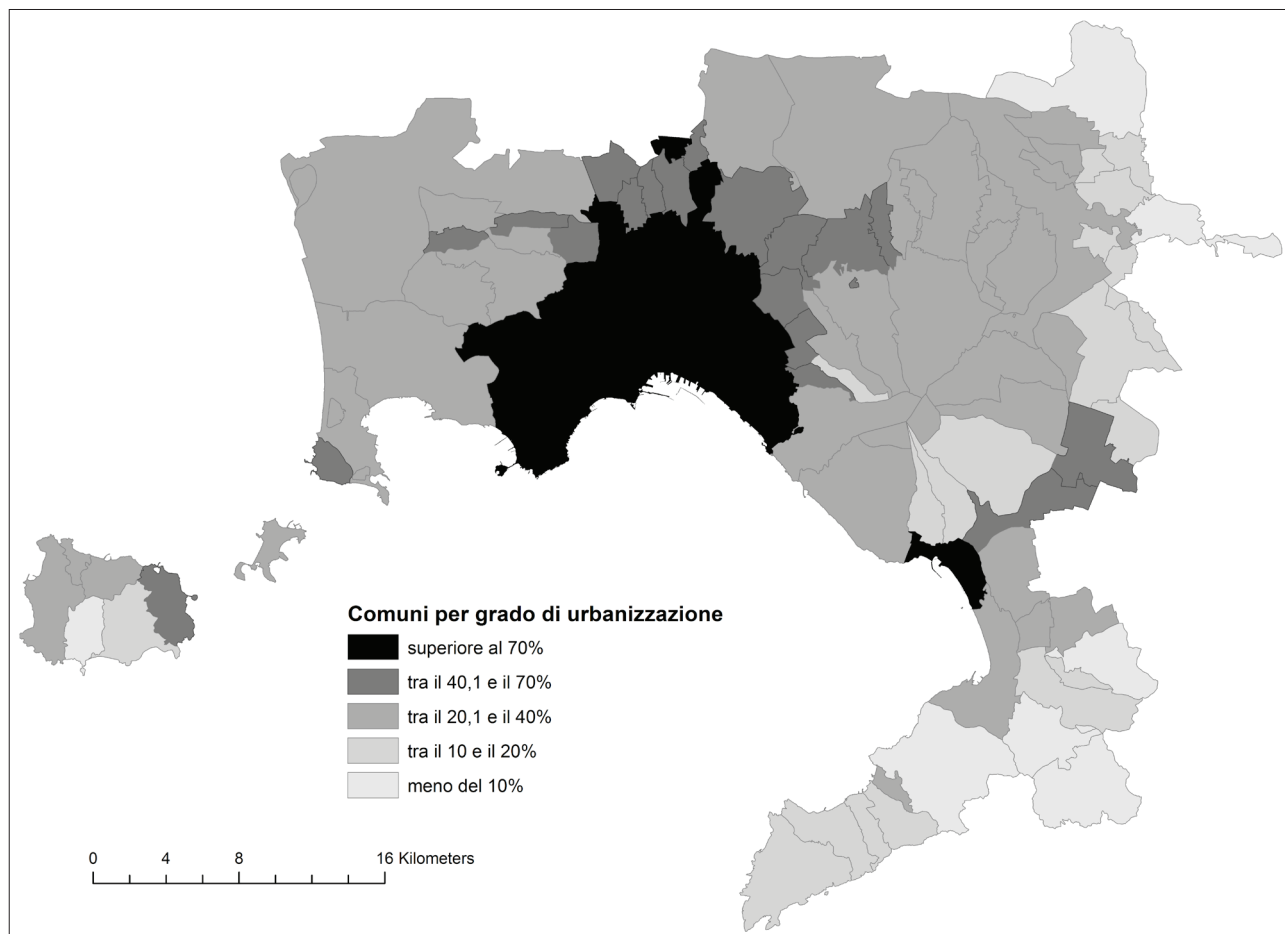 Comuni per grado di urbanizzazione
superiore al 70%
tra il 40,1 e il 70%
tra il 20,1 e il 40%
tra il 10 e il 20%
meno del 10%
0 4 8 16 Kilometers